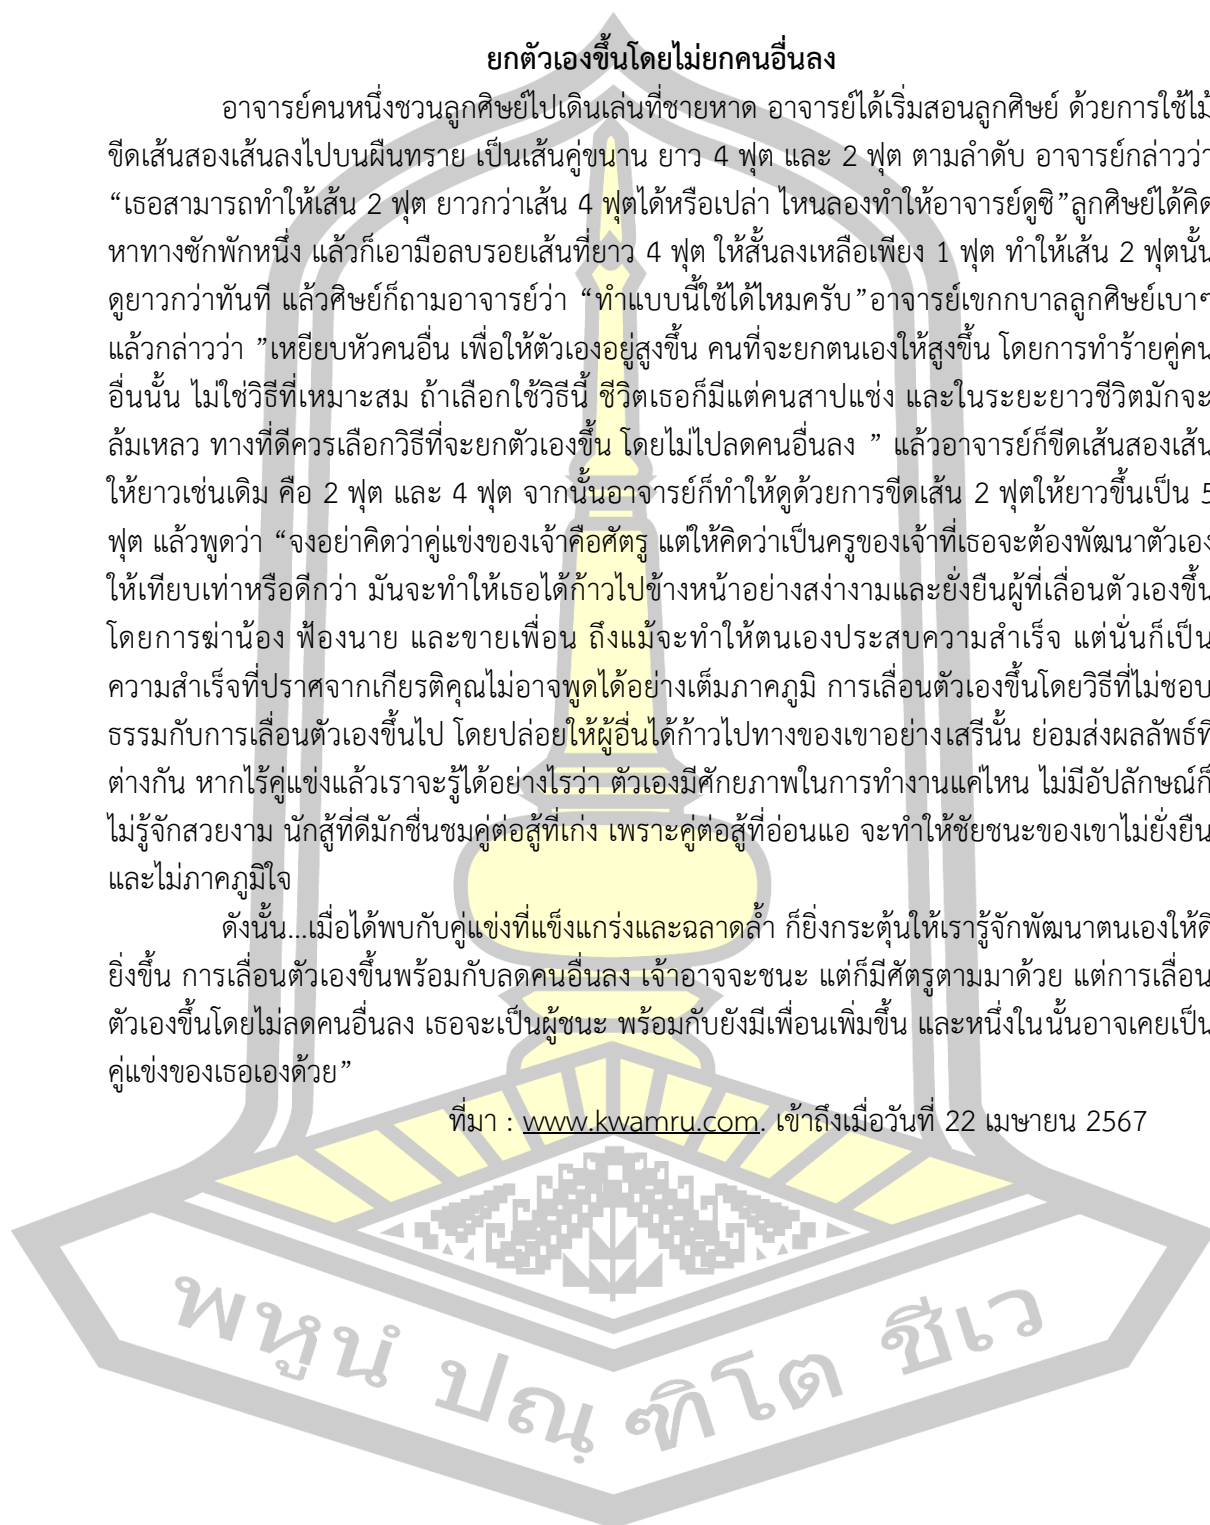 ยกตัวเองขึ้นโดยไม่ยกคนอื่นลง
อาจารย์คนหนึ่งชวนลูกศิษย์ไปเดินเล่นที่ชายหาด อาจารย์ได้เริ่มสอนลูกศิษย์ ด้วยการใช้ไม้
ขีดเส้นสองเส้นลงไปบนผืนทราย เป็นเส้นคู่ขนาน ยาว 4 ฟุต และ 2 ฟุต ตามลำดับ อาจารย์กล่าวว่า
“เธอสามารถทำให้เส้น 2 ฟุต ยาวกว่าเส้น 4 ฟุตได้หรือเปล่า ไหนลองทำให้อาจารย์ดูซิ”ลูกศิษย์ได้คิด
หาทางซักพักหนึ่ง แล้วก็เอามือลบรอยเส้นที่ยาว 4 ฟุต ให้สั้นลงเหลือเพียง 1 ฟุต ทำให้เส้น 2 ฟุตนั้น
ดูยาวกว่าทันที แล้วศิษย์ก็ถามอาจารย์ว่า “ทำแบบนี้ใช้ได้ไหมครับ”อาจารย์เขกกบาลลูกศิษย์เบาๆ
แล้วกล่าวว่า ”เหยียบหัวคนอื่น เพื่อให้ตัวเองอยู่สูงขึ้น คนที่จะยกตนเองให้สูงขึ้น โดยการทำร้ายคู่คน
อื่นนั้น ไม่ใช่วิธีที่เหมาะสม ถ้าเลือกใช้วิธีนี้ ชีวิตเธอก็มีแต่คนสาปแช่ง และในระยะยาวชีวิตมักจะ
ล้มเหลว ทางที่ดีควรเลือกวิธีที่จะยกตัวเองขึ้น โดยไม่ไปลดคนอื่นลง ” แล้วอาจารย์ก็ขีดเส้นสองเส้น
ให้ยาวเช่นเดิม คือ 2 ฟุต และ 4 ฟุต จากนั้นอาจารย์ก็ทำให้ดูด้วยการขีดเส้น 2 ฟุตให้ยาวขึ้นเป็น 5
ฟุต แล้วพูดว่า “จงอย่าคิดว่าคู่แข่งของเจ้าคือศัตรู แต่ให้คิดว่าเป็นครูของเจ้าที่เธอจะต้องพัฒนาตัวเอง
ให้เทียบเท่าหรือดีกว่า มันจะทำให้เธอได้ก้าวไปข้างหน้าอย่างสง่างามและยั่งยืนผู้ที่เลื่อนตัวเองขึ้น
โดยการฆ่าน้อง ฟ้องนาย และขายเพื่อน ถึงแม้จะทำให้ตนเองประสบความสำเร็จ แต่นั่นก็เป็น
ความสำเร็จที่ปราศจากเกียรติคุณไม่อาจพูดได้อย่างเต็มภาคภูมิ การเลื่อนตัวเองขึ้นโดยวิธีที่ไม่ชอบ
ธรรมกับการเลื่อนตัวเองขึ้นไป โดยปล่อยให้ผู้อื่นได้ก้าวไปทางของเขาอย่างเสรีนั้น ย่อมส่งผลลัพธ์ที่
ต่างกัน หากไร้คู่แข่งแล้วเราจะรู้ได้อย่างไรว่า ตัวเองมีศักยภาพในการทำงานแค่ไหน ไม่มีอัปลักษณ์ก็
ไม่รู้จักสวยงาม นักสู้ที่ดีมักชื่นชมคู่ต่อสู้ที่เก่ง เพราะคู่ต่อสู้ที่อ่อนแอ จะทำให้ชัยชนะของเขาไม่ยั่งยืน
และไม่ภาคภูมิใจ
ดังนั้น...เมื่อได้พบกับคู่แข่งที่แข็งแกร่งและฉลาดล้ำ ก็ยิ่งกระตุ้นให้เรารู้จักพัฒนาตนเองให้ดี
ยิ่งขึ้น การเลื่อนตัวเองขึ้นพร้อมกับลดคนอื่นลง เจ้าอาจจะชนะ แต่ก็มีศัตรูตามมาด้วย แต่การเลื่อน
ตัวเองขึ้นโดยไม่ลดคนอื่นลง เธอจะเป็นผู้ชนะ พร้อมกับยังมีเพื่อนเพิ่มขึ้น และหนึ่งในนั้นอาจเคยเป็น
คู่แข่งของเธอเองด้วย”
ที่มา : www.kwamru.com. เข้าถึงเมื่อวันที่ 22 เมษายน 2567
พหูนํ ปณฺฑิโต ชีเว